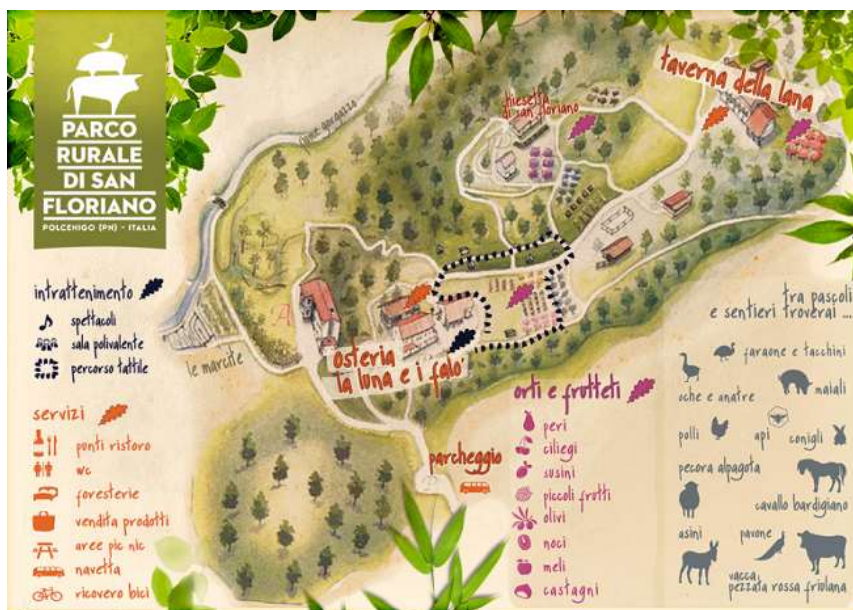 PARCO
RURALE
DI SAN
FLORIANO
POLCENIGO (PN) - ITALIA
fiume gorgazzo
chiesetta
di san floriano
taverna della lana
intrattenimento
spettacoli
sala polivalente
percorso tattile
le marcite
osteria
la luna e i falo'
parcheggio
servizi
punti ristoro
wc
foresterie
vendita prodotti
aree pic nic
navetta
ricovero bici
orti e frutteti
peri
ciliegi
susini
piccoli frutti
olivi
noci
meli
castagni
tra pascoli
e sentieri troverai ...
faraone e tacchini
oche e anatre
maiali
polli
api
conigli
pecora alpagota
cavallo bardigiano
asini
pavone
vacca
pezzata rossa friulana